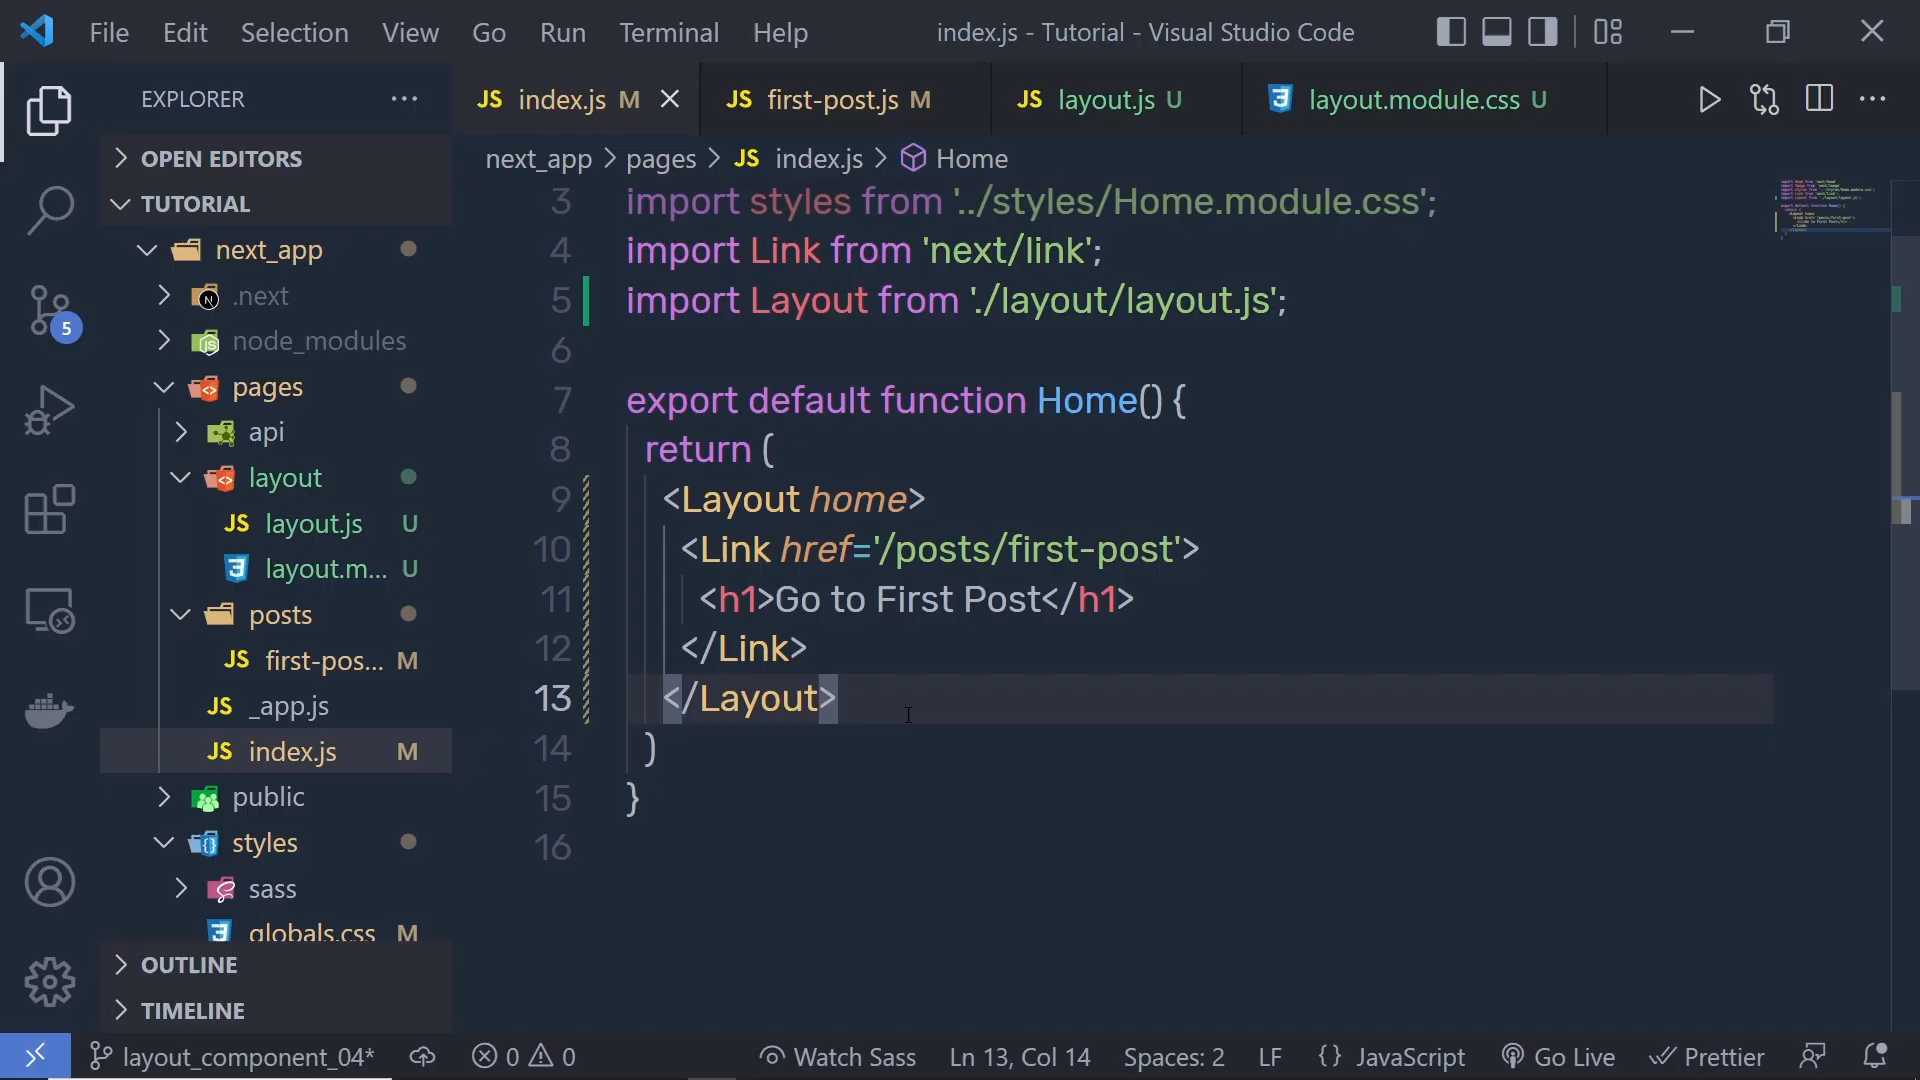 File Edit Selection View Go Run Terminal Help
index.js - Tutorial - Visual Studio Code
EXPLORER
OPEN EDITORS
TUTORIAL
next_app
.next
node_modules
pages
api
layout
layout.js U
layout.m... U
posts
first-pos... M
_app.js
index.js M
public
styles
sass
globals.css M
OUTLINE
TIMELINE
5
JS index.js M
JS first-post.js M
JS layout.js U
layout.module.css U
next_app > pages > JS index.js > Home
3 import styles from '../styles/Home.module.css';
4 import Link from 'next/link';
5 import Layout from './layout/layout.js';
6
7 export default function Home() {
8 return (
9 <Layout home>
10 <Link href='/posts/first-post'>
11 <h1>Go to First Post</h1>
12 </Link>
13 </Layout>
14 )
15 }
16
layout_component_04* 0 0 Watch Sass Ln 13, Col 14 Spaces: 2 LF {} JavaScript Go Live Prettier